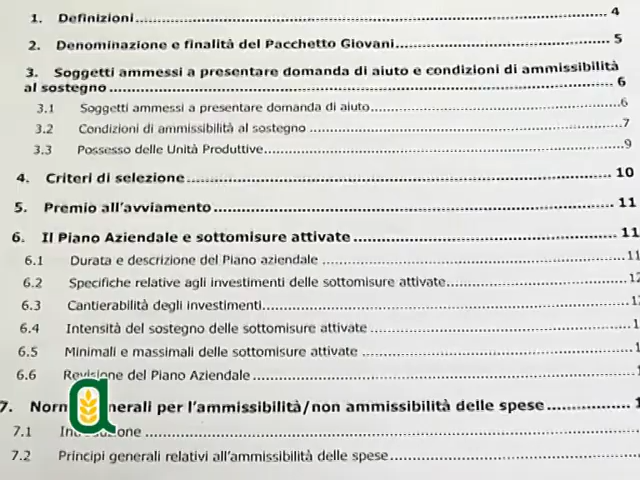 1. Definizioni 4
2. Denominazione e finalità del Pacchetto Giovani 5
3. Soggetti ammessi a presentare domanda di aiuto e condizioni di ammissibilità
al sostegno 6
3.1 Soggetti ammessi a presentare domanda di aiuto 6
3.2 Condizioni di ammissibilità al sostegno 7
3.3 Possesso delle Unità Produttive 9
4. Criteri di selezione 10
5. Premio all'avviamento 11
6. Il Piano Aziendale e sottomisure attivate 11
6.1 Durata e descrizione del Piano aziendale 11
6.2 Specifiche relative agli investimenti delle sottomisure attivate 12
6.3 Cantierabilità degli investimenti
6.4 Intensità del sostegno delle sottomisure attivate
6.5 Minimali e massimali delle sottomisure attivate
6.6 Revisione del Piano Aziendale
7. per l'ammissibilità/non ammissibilità delle spese
7.1
7.2 Principi generali relativi all'ammissibilità delle spese